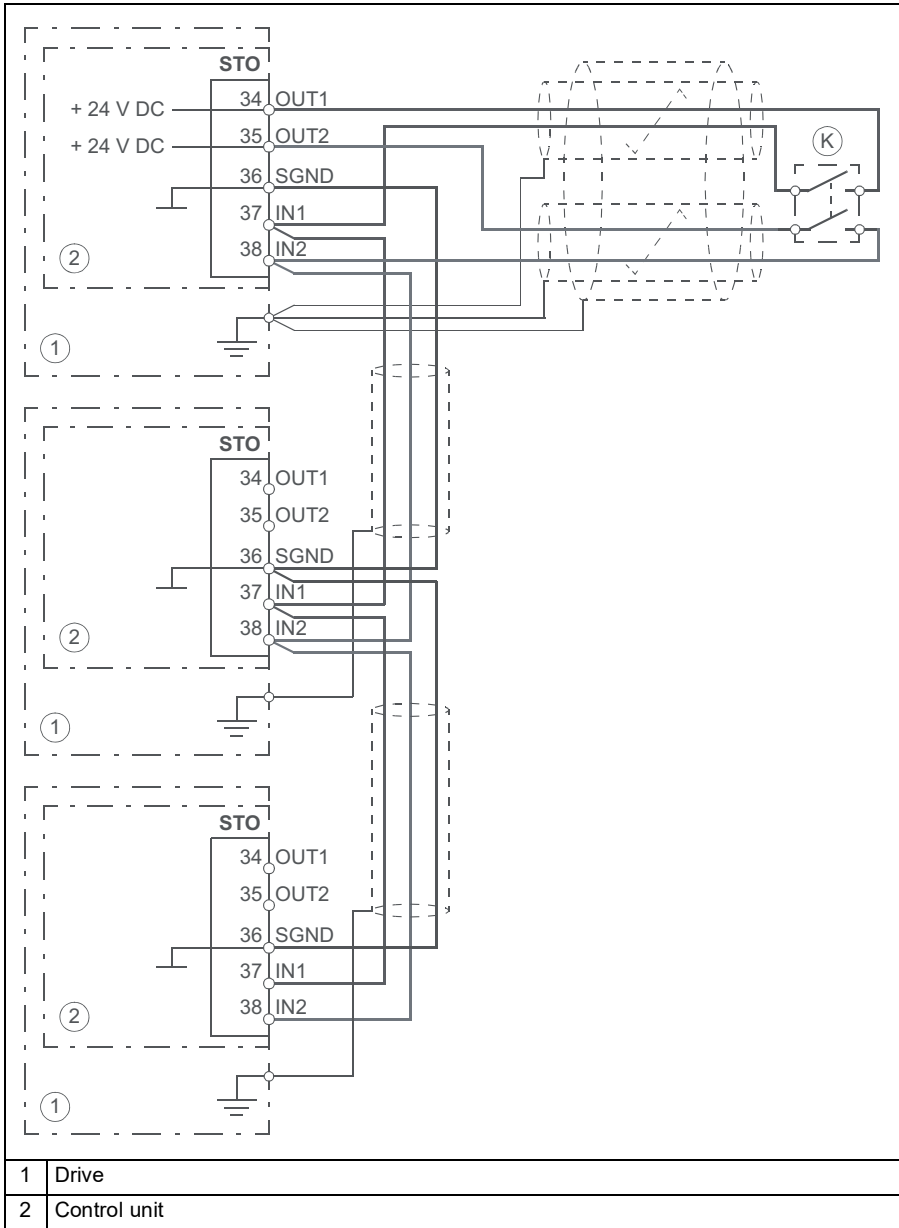 STO
+ 24 V DC
34 OUT1
+ 24 V DC
35 OUT2
K
36 SGND
37 IN1
38 IN2
2
1
STO
34 OUT1
35 OUT2
36 SGND
37 IN1
38 IN2
2
1
STO
34 OUT1
35 OUT2
36 SGND
37 IN1
38 IN2
2
1
1 Drive
2 Control unit